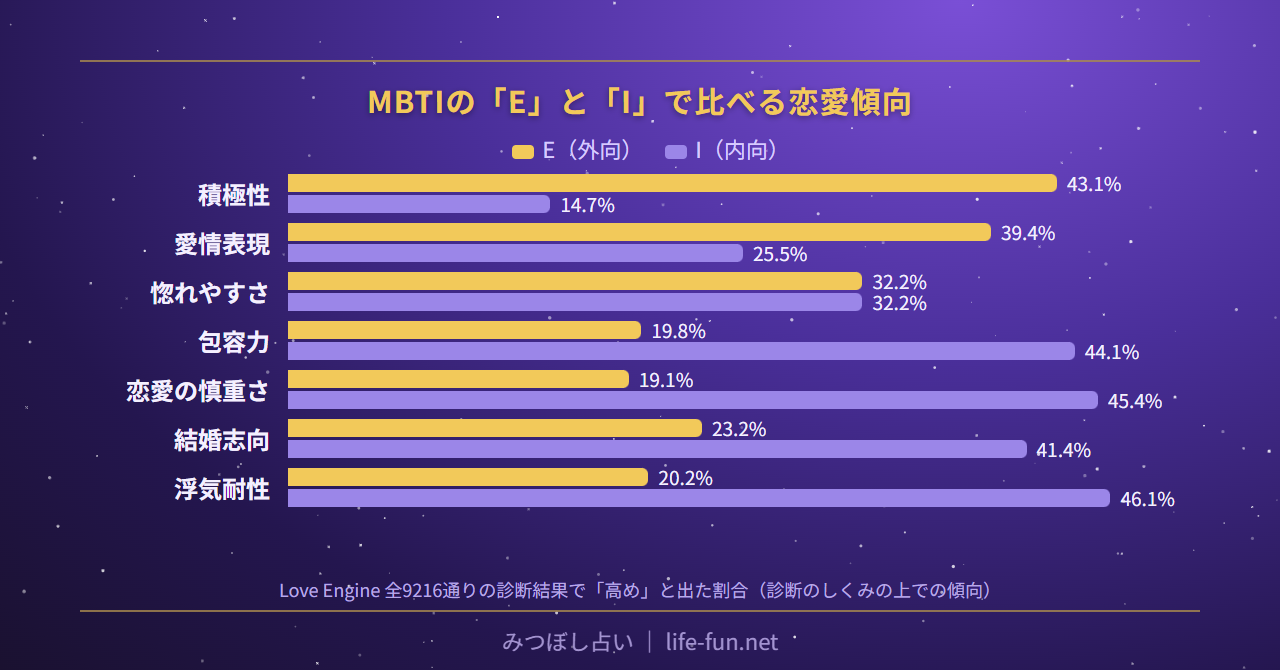 MBTIの「E」と「I」で比べる恋愛傾向
E（外向） I（内向）
積極性 43.1%
14.7%
愛情表現 39.4%
25.5%
惚れやすさ 32.2%
32.2%
包容力 19.8%
44.1%
恋愛の慎重さ 19.1%
45.4%
結婚志向 23.2%
41.4%
浮気耐性 20.2%
46.1%
Love Engine 全9216通りの診断結果で「高め」と出た割合（診断のしくみの上での傾向）
みつぼし占い ｜ life-fun.net